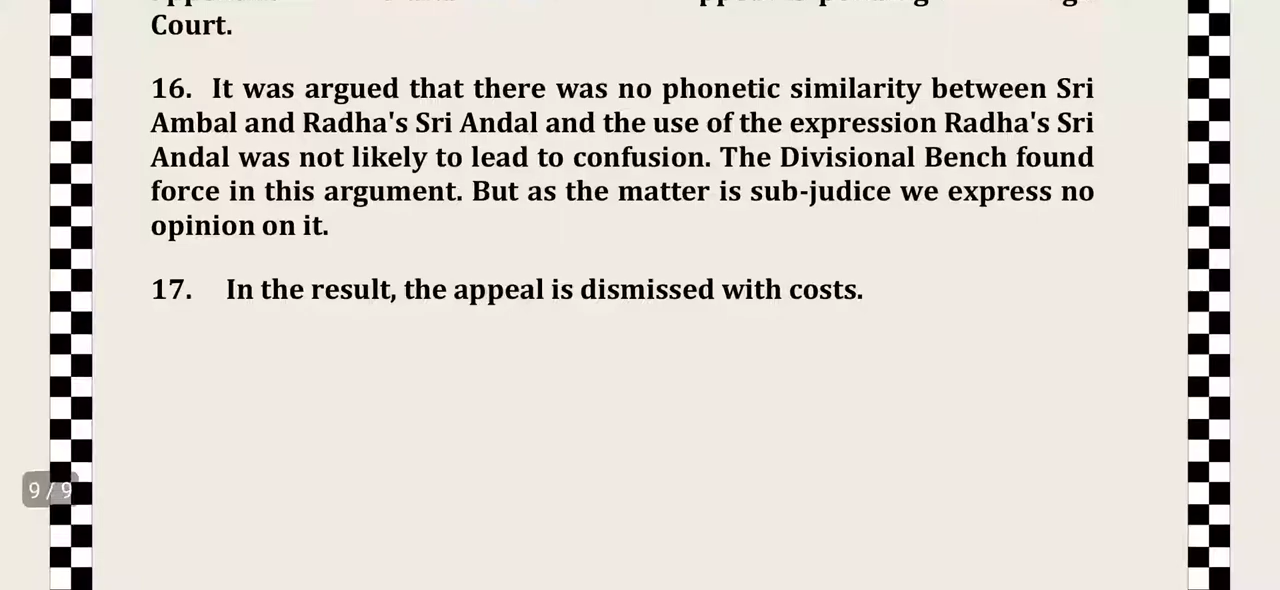 Court.
16. It was argued that there was no phonetic similarity between Sri
Ambal and Radha's Sri Andal and the use of the expression Radha's Sri
Andal was not likely to lead to confusion. The Divisional Bench found
force in this argument. But as the matter is sub-judice we express no
opinion on it.
17. In the result, the appeal is dismissed with costs.
9 / 9